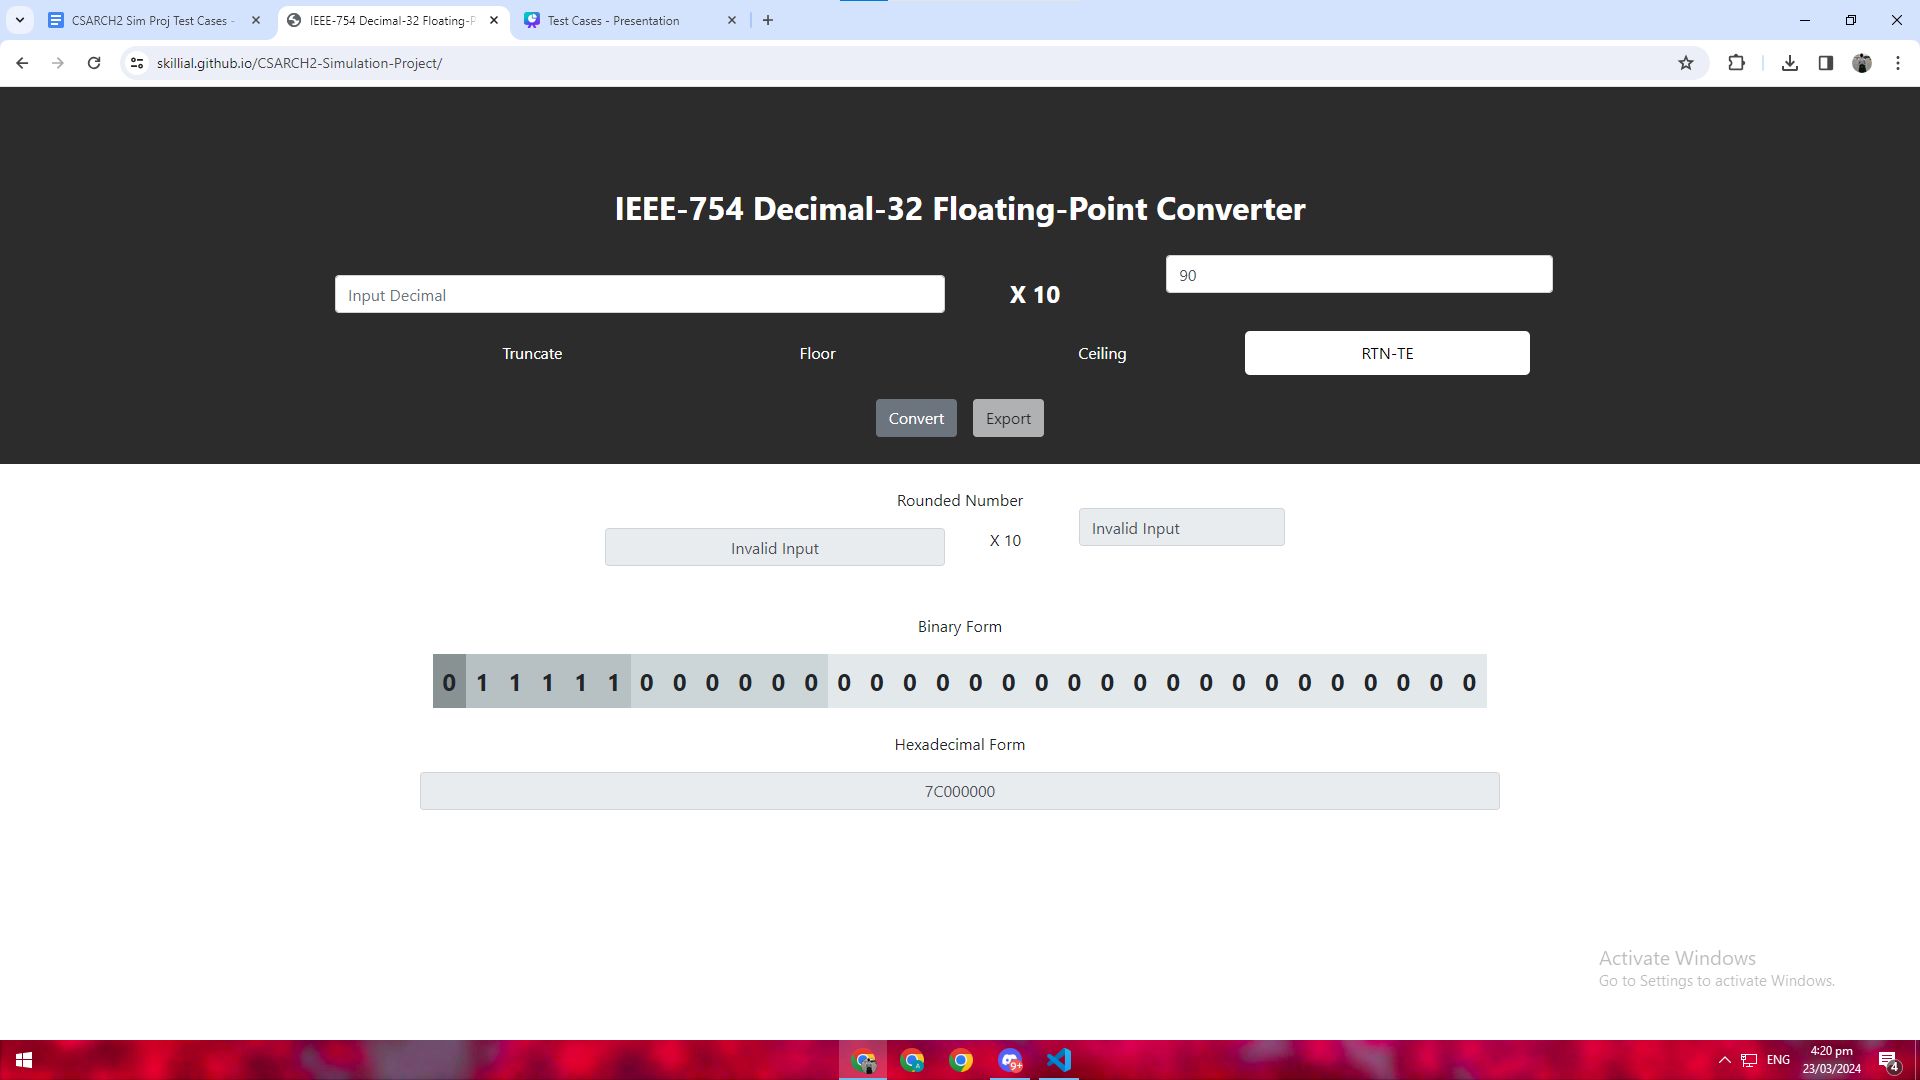 CSARCH2 Sim Proj Test Cases -
IEEE-754 Decimal-32 Floating-P
Test Cases - Presentation
skillial.github.io/CSARCH2-Simulation-Project/
IEEE-754 Decimal-32 Floating-Point Converter
Input Decimal
X 10
90
Truncate
Floor
Ceiling
RTN-TE
Convert
Export
Rounded Number
Invalid Input
X 10
Invalid Input
Binary Form
0 1 1 1 1 1 0 0 0 0 0 0 0 0 0 0 0 0 0 0 0 0 0 0 0 0 0 0 0 0 0 0
Hexadecimal Form
7C000000
Activate Windows
Go to Settings to activate Windows.
9+
ENG
4:20 pm
23/03/2024
4